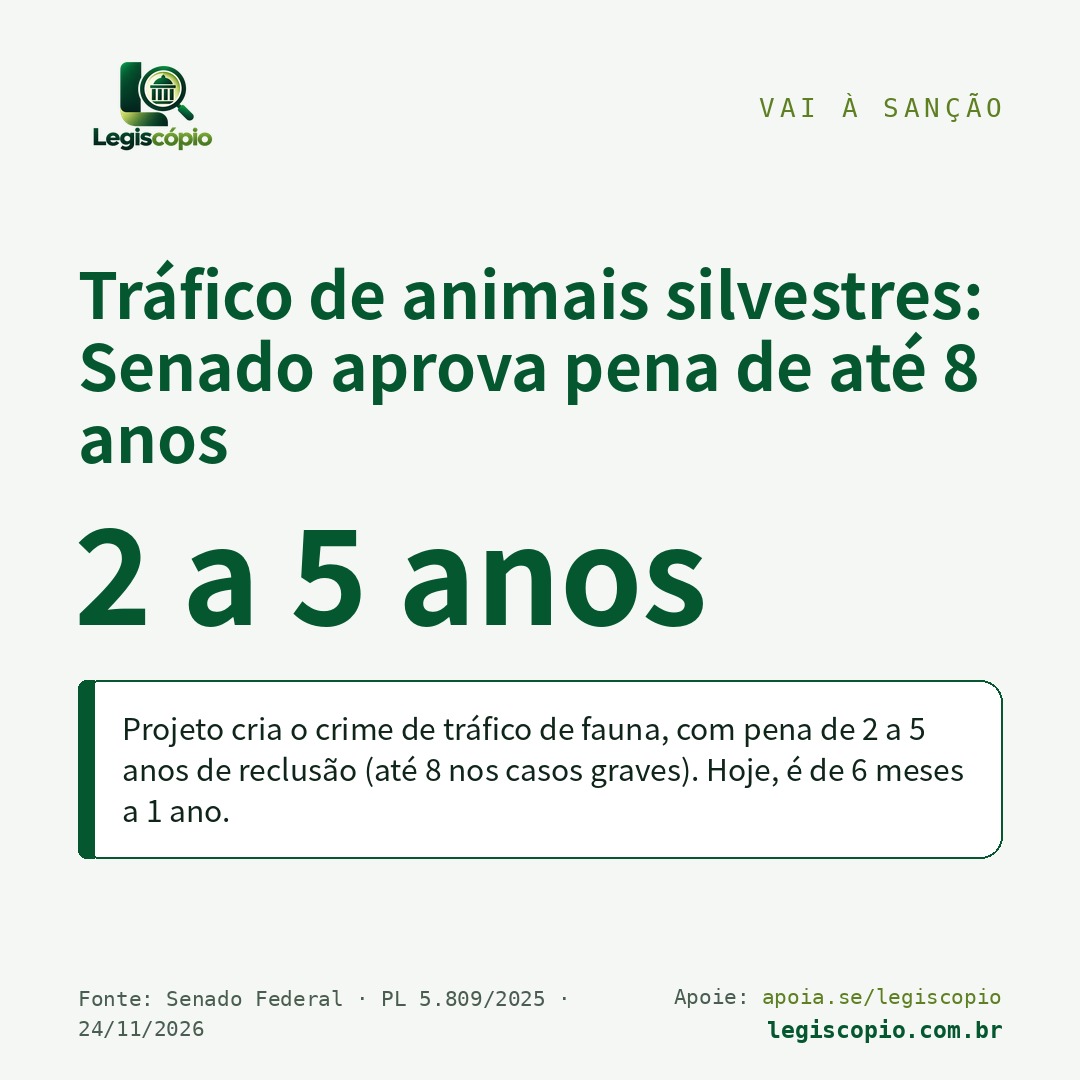 Legiscópio
VAI À SANÇÃO
Tráfico de animais silvestres:
Senado aprova pena de até 8
anos
2 a 5 anos
Projeto cria o crime de tráfico de fauna, com pena de 2 a 5
anos de reclusão (até 8 nos casos graves). Hoje, é de 6 meses
a 1 ano.
Fonte: Senado Federal · PL 5.809/2025 ·
24/11/2026
Apoie: apoia.se/legiscopio
legiscopio.com.br